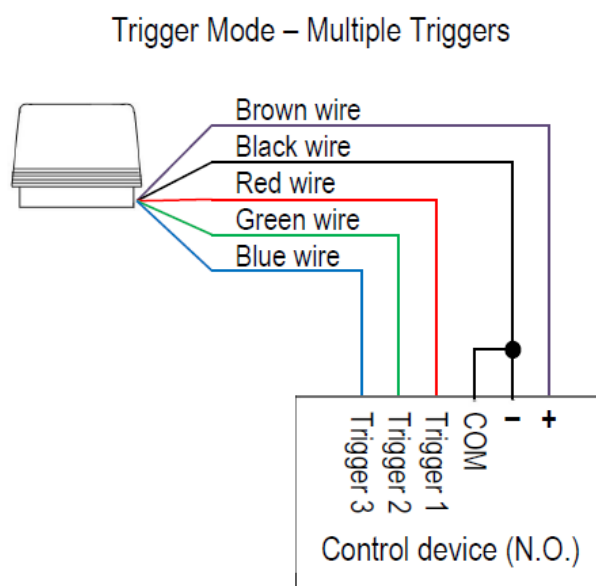 Trigger Mode – Multiple Triggers
Brown wire
Black wire
Red wire
Green wire
Blue wire
Trigger 3
Trigger 2
Trigger 1
COM
–
+
Control device (N.O.)